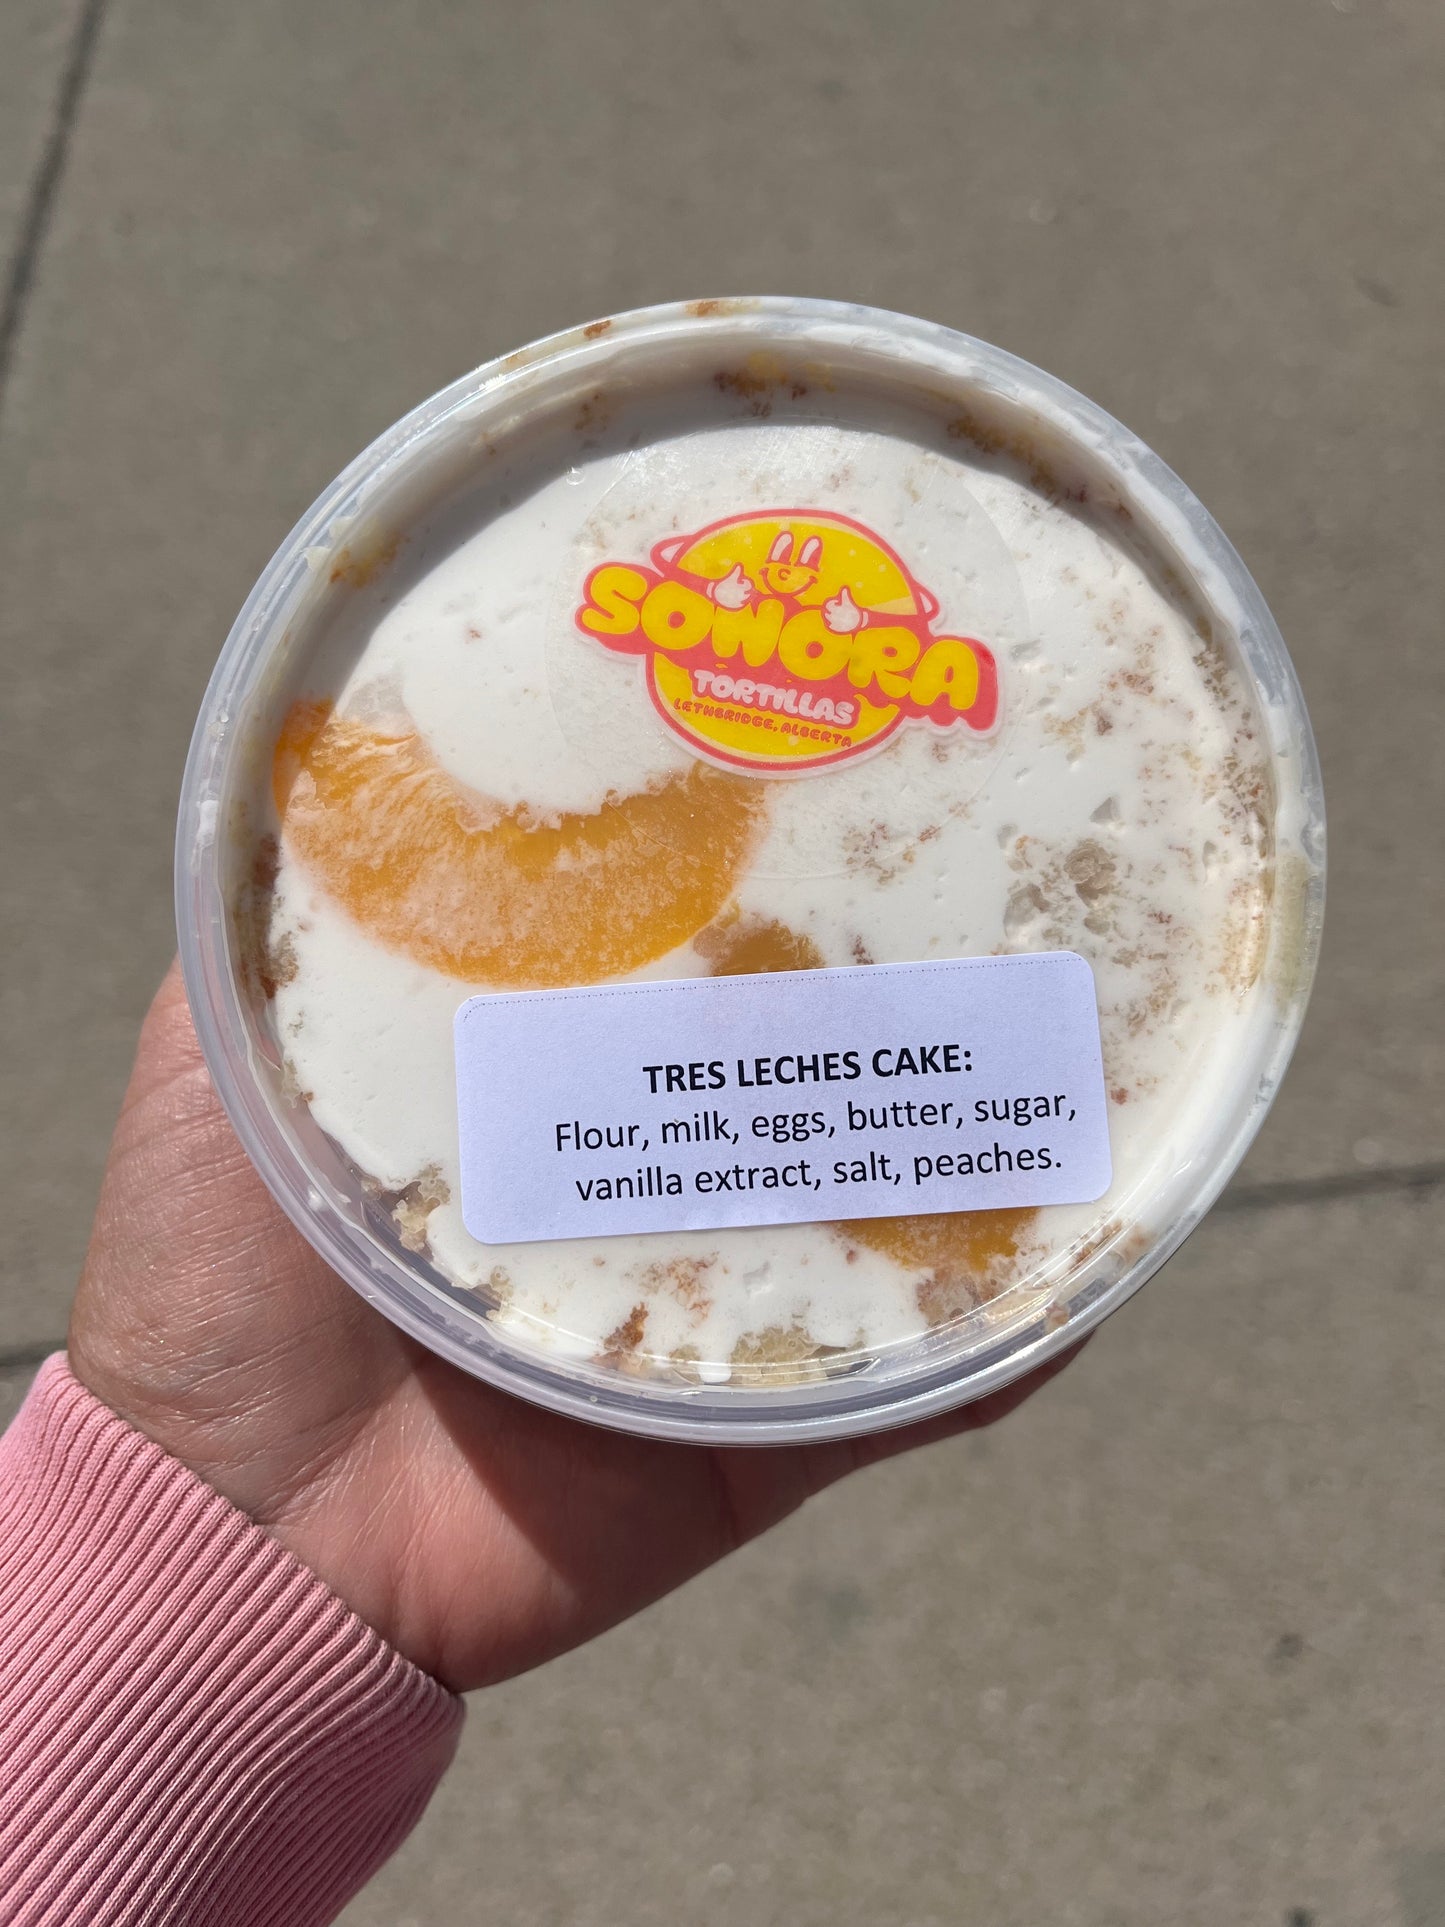 SONORA
TORTILLAS
LETHBRIDGE, ALBERTA
TRES LECHES CAKE:
Flour, milk, eggs, butter, sugar,
vanilla extract, salt, peaches.